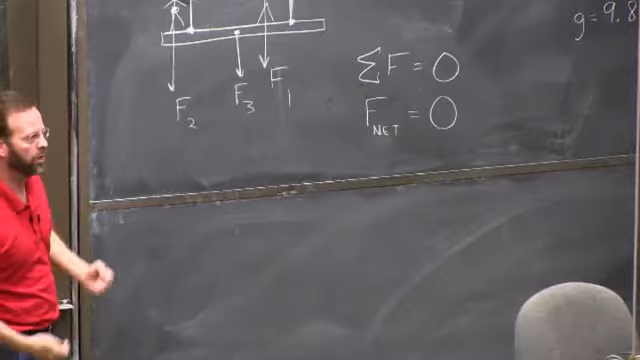 g = 9.8
F₁
F₃
F₂
ΣF = 0
F_NET = 0